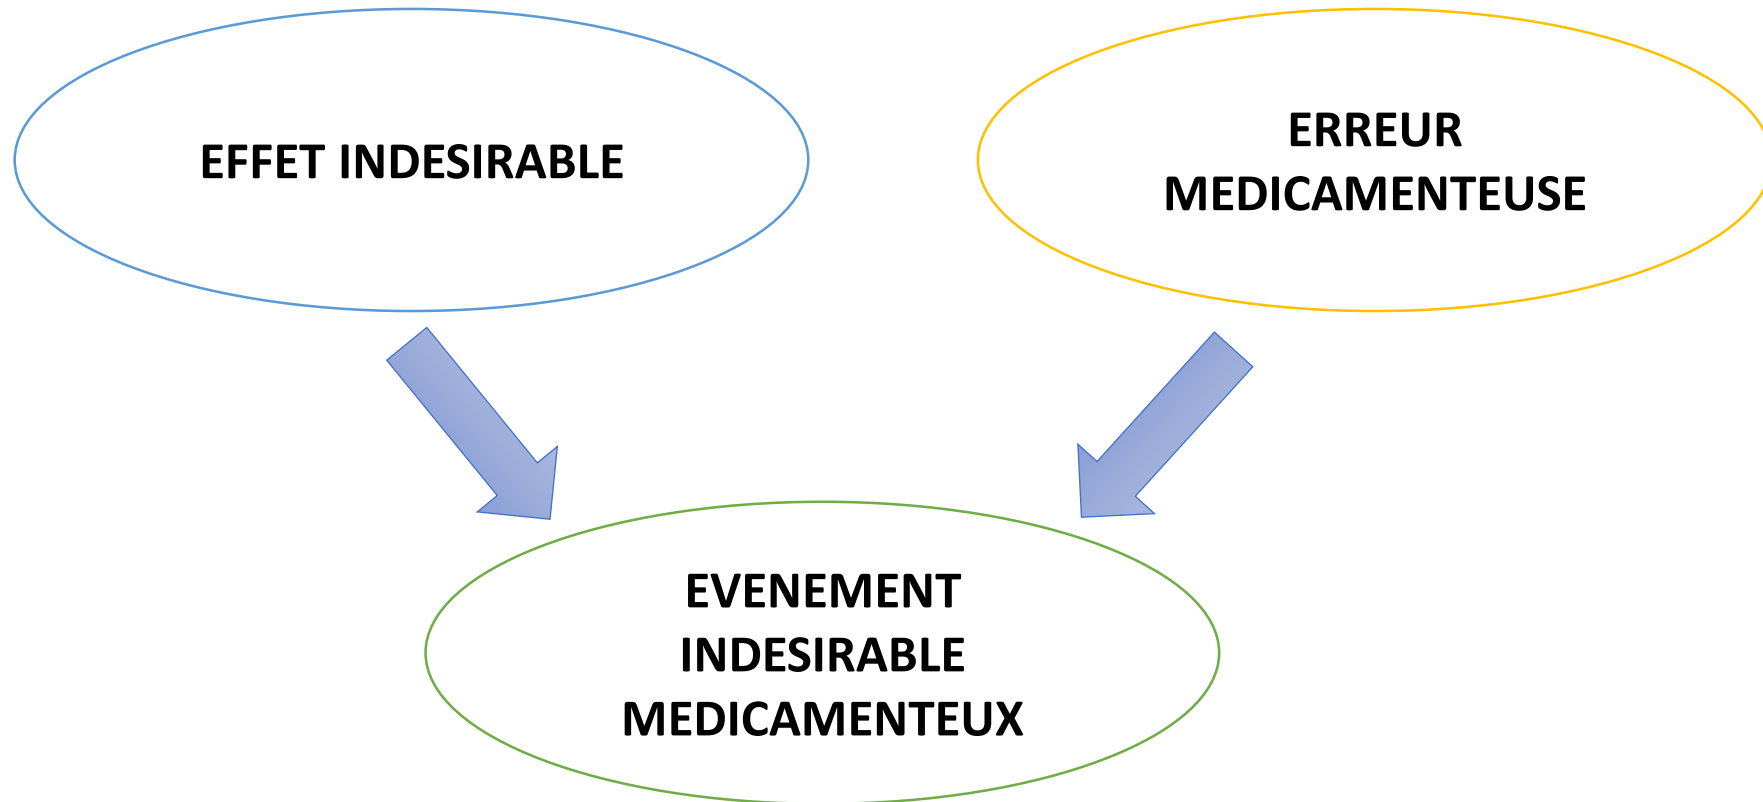 EFFET INDESIRABLE
ERREUR
MEDICAMENTEUSE
EVENEMENT
INDESIRABLE
MEDICAMENTEUX